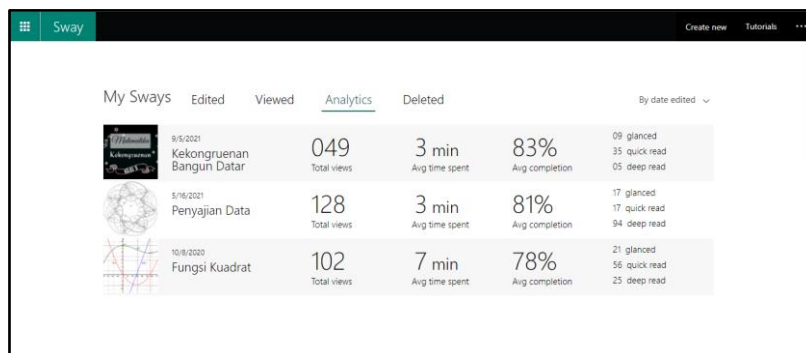 Sway
Create new
Tutorials
...
My Sways
Edited
Viewed
Analytics
Deleted
By date edited
Matematika
Kekongruenan
9/5/2021
Kekongruenan
Bangun Datar
049
Total views
3 min
Avg time spent
83%
Avg completion
09 glanced
35 quick read
05 deep read
5/16/2021
Penyajian Data
128
Total views
3 min
Avg time spent
81%
Avg completion
17 glanced
17 quick read
94 deep read
10/8/2020
Fungsi Kuadrat
102
Total views
7 min
Avg time spent
78%
Avg completion
21 glanced
56 quick read
25 deep read